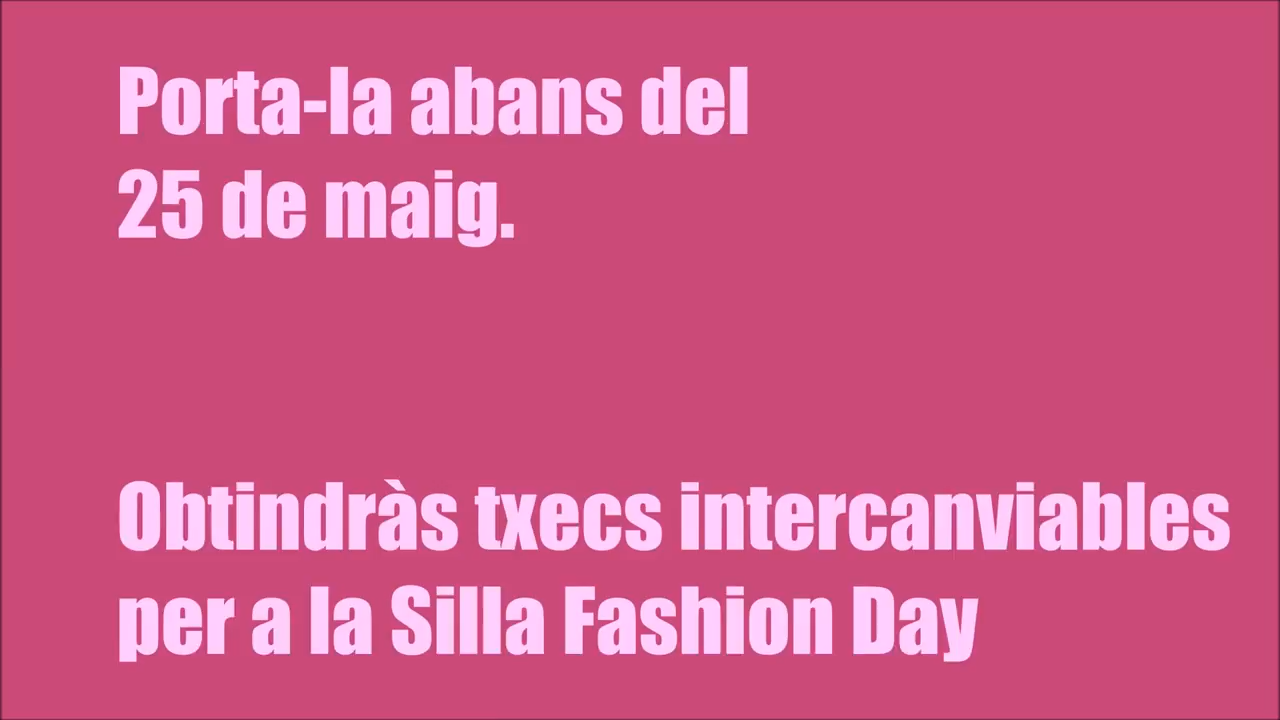 Porta-la abans del
25 de maig.
Obtindràs txecs intercanviables
per a la Silla Fashion Day